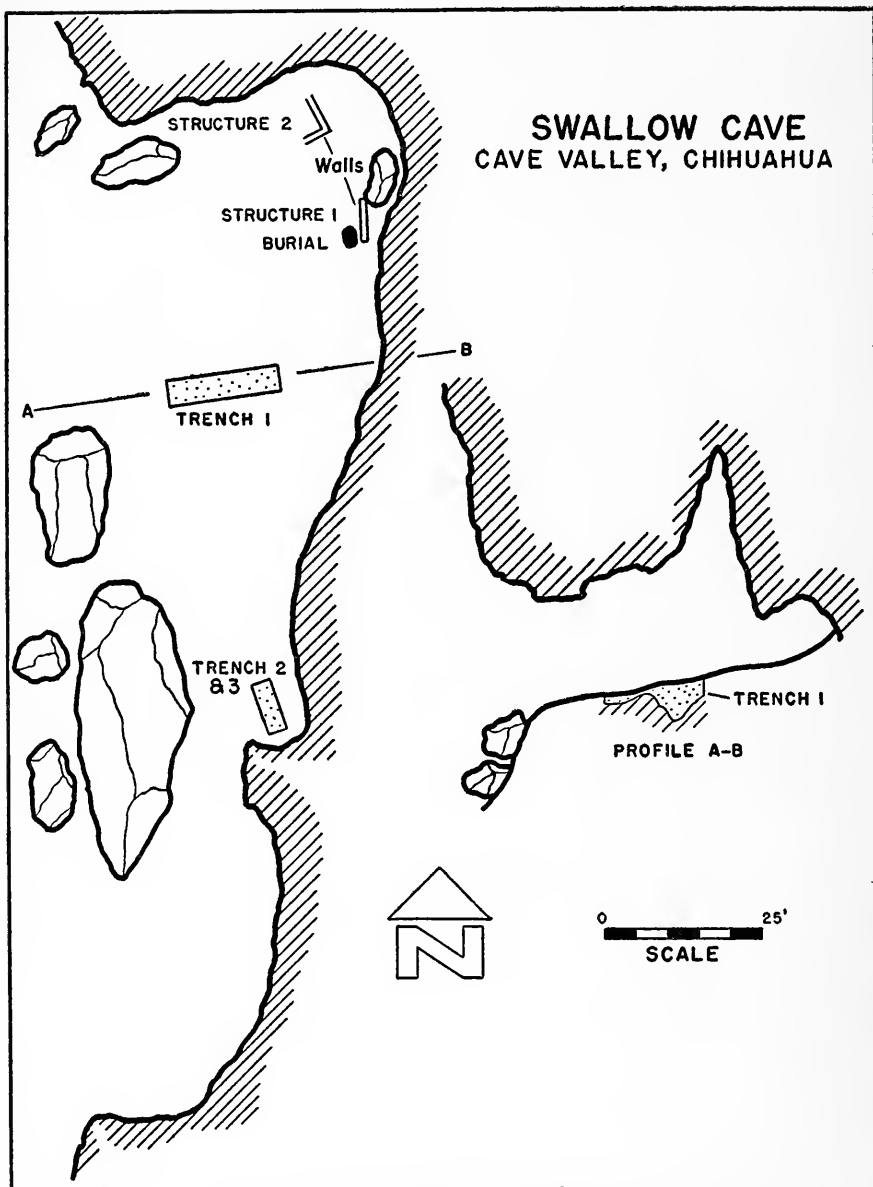 SWALLOW CAVE
CAVE VALLEY, CHIHUAHUA
STRUCTURE 2
Walls
STRUCTURE 1
BURIAL
A
B
TRENCH 1
TRENCH 2
&3
TRENCH 1
PROFILE A-B
N
0 25'
SCALE